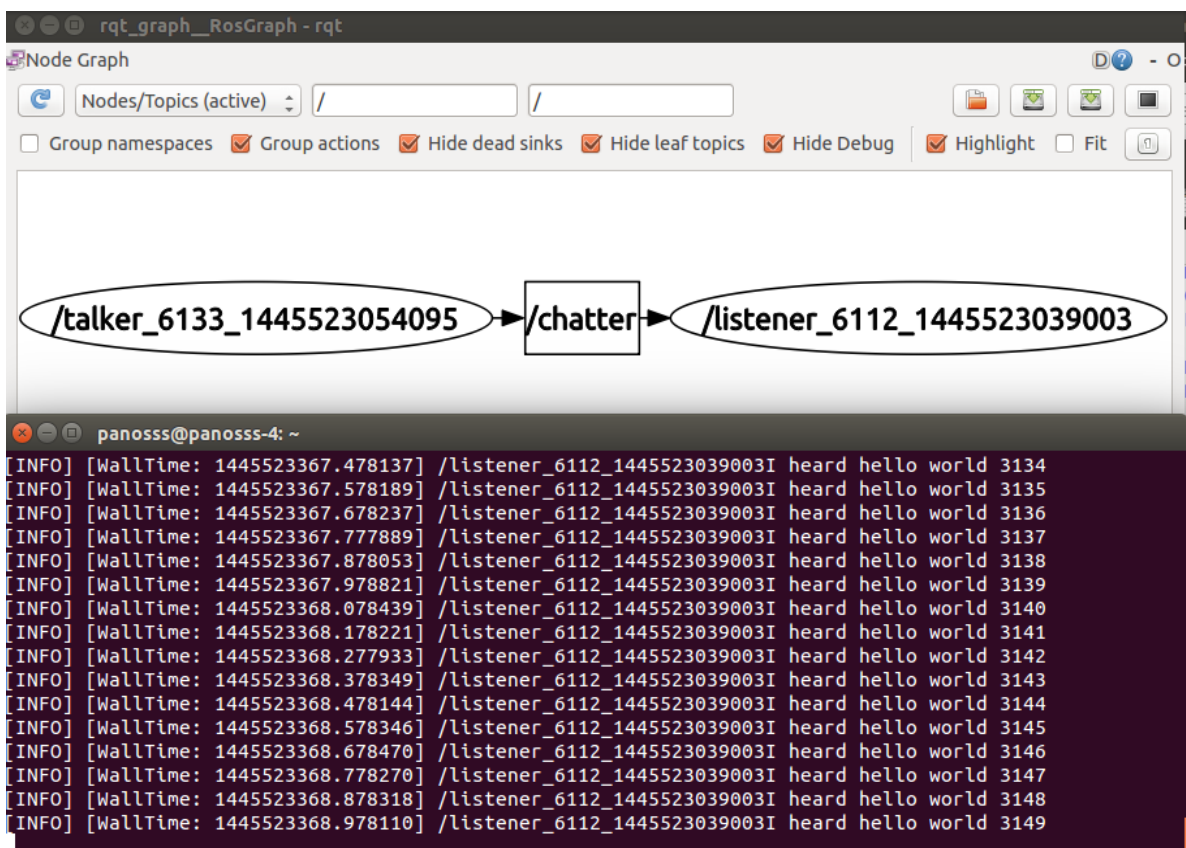 rqt_graph__RosGraph - rqt
Node Graph D ? - O
Nodes/Topics (active) / /
Group namespaces Group actions Hide dead sinks Hide leaf topics Hide Debug Highlight Fit
/talker_6133_1445523054095 /chatter /listener_6112_1445523039003
panosss@panosss-4: ~
[INFO] [WallTime: 1445523367.478137] /listener_6112_1445523039003I heard hello world 3134
[INFO] [WallTime: 1445523367.578189] /listener_6112_1445523039003I heard hello world 3135
[INFO] [WallTime: 1445523367.678237] /listener_6112_1445523039003I heard hello world 3136
[INFO] [WallTime: 1445523367.777889] /listener_6112_1445523039003I heard hello world 3137
[INFO] [WallTime: 1445523367.878053] /listener_6112_1445523039003I heard hello world 3138
[INFO] [WallTime: 1445523367.978821] /listener_6112_1445523039003I heard hello world 3139
[INFO] [WallTime: 1445523368.078439] /listener_6112_1445523039003I heard hello world 3140
[INFO] [WallTime: 1445523368.178221] /listener_6112_1445523039003I heard hello world 3141
[INFO] [WallTime: 1445523368.277933] /listener_6112_1445523039003I heard hello world 3142
[INFO] [WallTime: 1445523368.378349] /listener_6112_1445523039003I heard hello world 3143
[INFO] [WallTime: 1445523368.478144] /listener_6112_1445523039003I heard hello world 3144
[INFO] [WallTime: 1445523368.578346] /listener_6112_1445523039003I heard hello world 3145
[INFO] [WallTime: 1445523368.678470] /listener_6112_1445523039003I heard hello world 3146
[INFO] [WallTime: 1445523368.778270] /listener_6112_1445523039003I heard hello world 3147
[INFO] [WallTime: 1445523368.878318] /listener_6112_1445523039003I heard hello world 3148
[INFO] [WallTime: 1445523368.978110] /listener_6112_1445523039003I heard hello world 3149